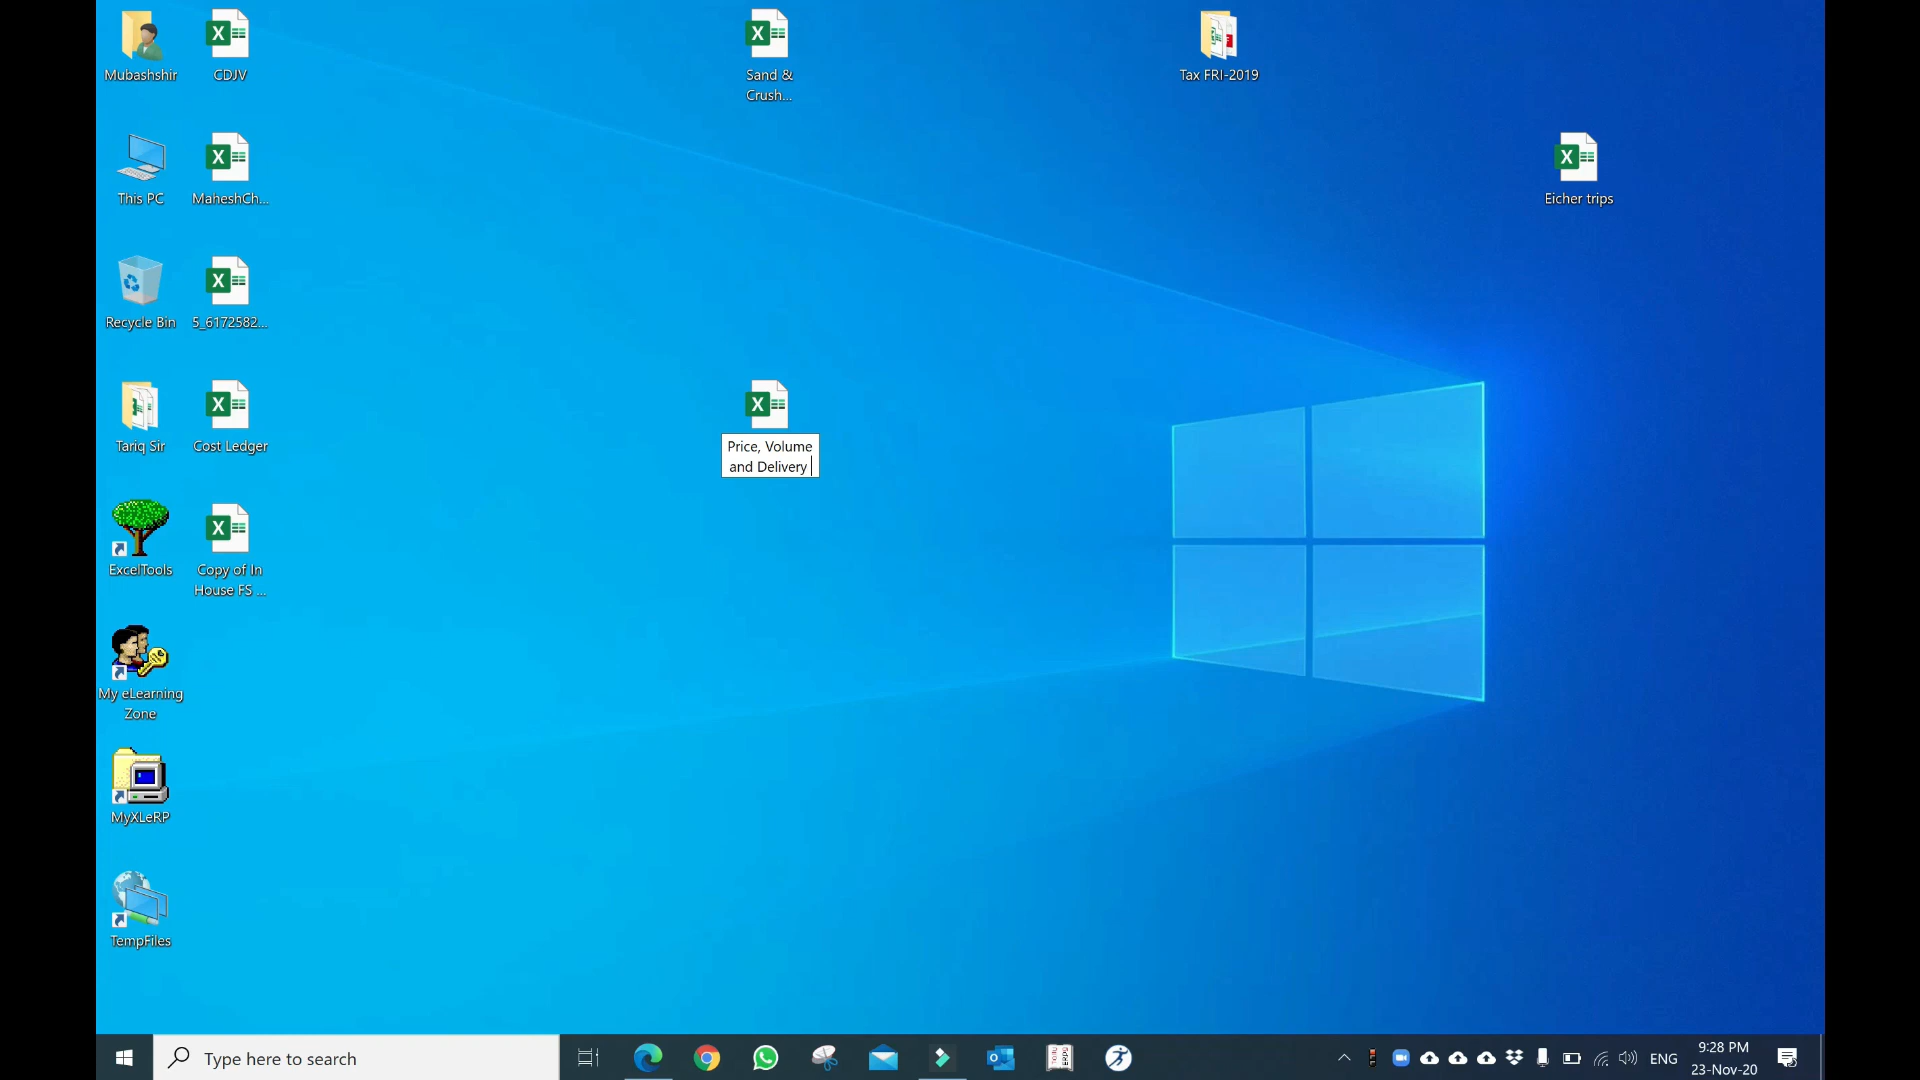 Mubashshir
CDJV
Sand &
Crush...
Tax FRI-2019
This PC
MaheshCh...
Eicher trips
Recycle Bin
5_6172582...
Tariq Sir
Cost Ledger
Price, Volume
and Delivery
ExcelTools
Copy of In
House FS ...
My eLearning
Zone
MyXLeRP
TempFiles
Type here to search
ENG
9:28 PM
23-Nov-20